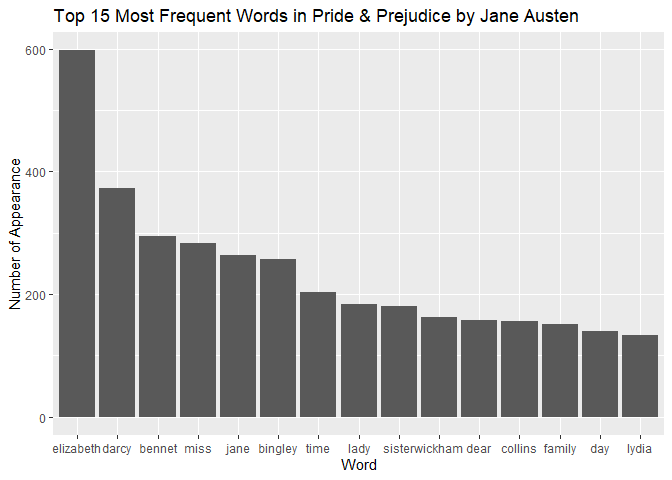 Top 15 Most Frequent Words in Pride & Prejudice by Jane Austen
Number of Appearance
600
400
200
0
elizabeth darcy bennet miss jane bingley time lady sister wickham dear collins family day lydia
Word